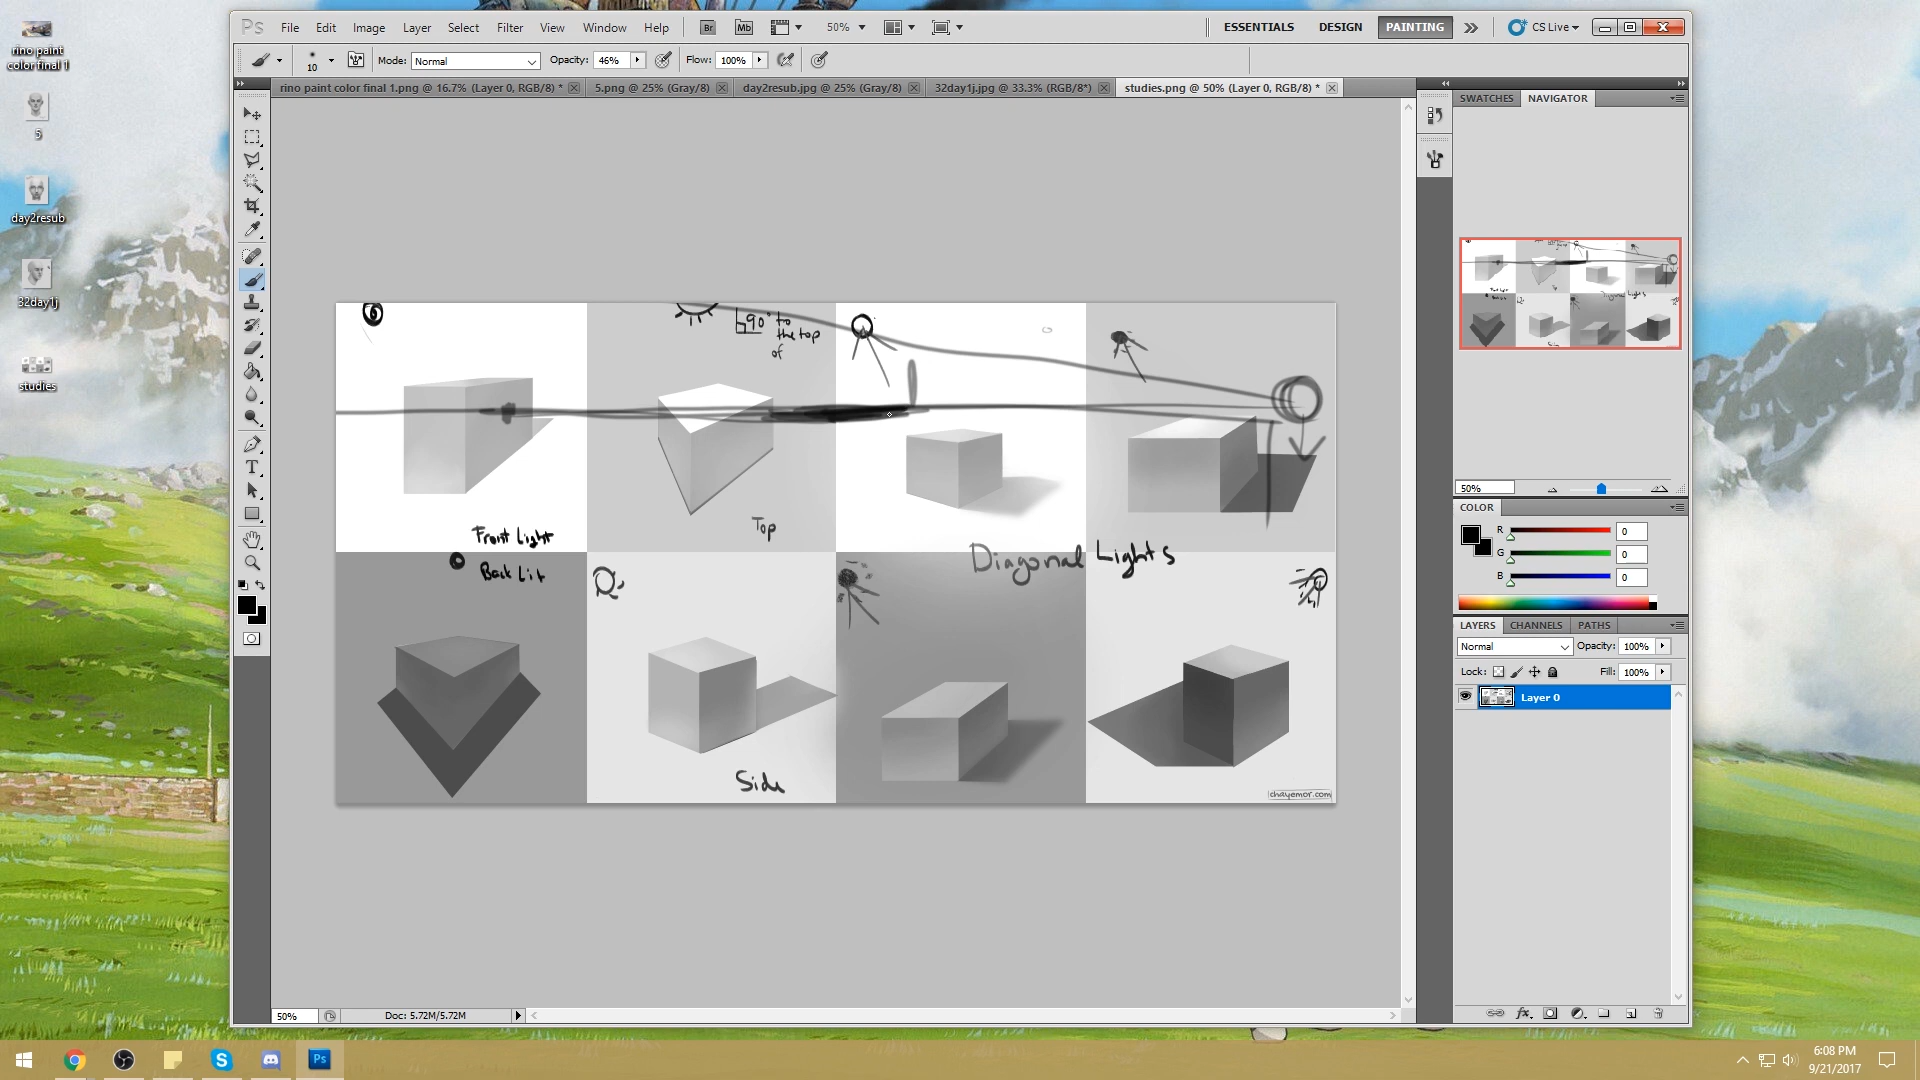 rino paint
color final 1
5
day2resub
32day1j
studies
Ps File Edit Image Layer Select Filter View Window Help Br Mb 50% ESSENTIALS DESIGN PAINTING CS Live
10 Mode: Normal Opacity: 46% Flow: 100%
rino paint color final 1.png @ 16.7% (Layer 0, RGB/8) * 5.png @ 25% (Gray/8) day2resub.jpg @ 25% (Gray/8) 32day1j.jpg @ 33.3% (RGB/8*) studies.png @ 50% (Layer 0, RGB/8) *
90° to
the top
of
Front Light
Top
Back Lit
Diagonal Lights
Side
chayemor.com
50% Doc: 5.72M/5.72M
SWATCHES NAVIGATOR
50%
COLOR
R 0
G 0
B 0
LAYERS CHANNELS PATHS
Normal Opacity: 100%
Lock: Fill: 100%
Layer 0
fx
S Ps
6:08 PM
9/21/2017